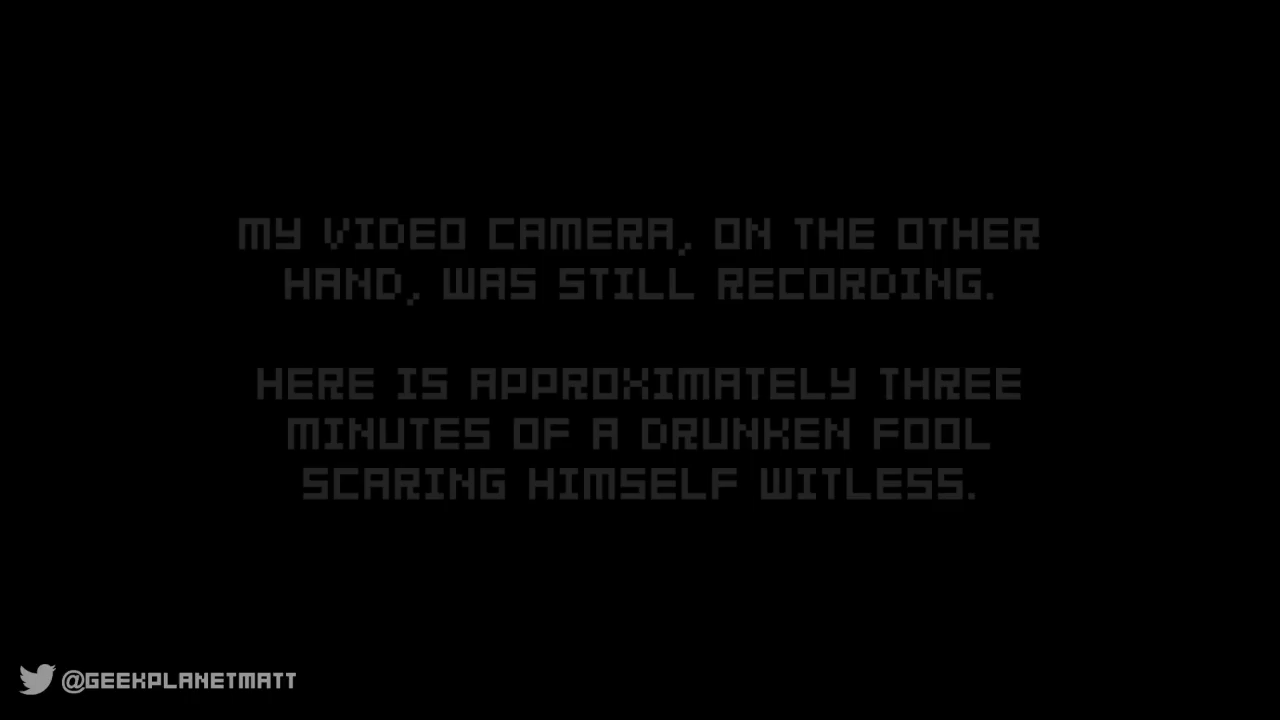 MY VIDEO CAMERA, ON THE OTHER
HAND, WAS STILL RECORDING.
HERE IS APPROXIMATELY THREE
MINUTES OF A DRUNKEN FOOL
SCARING HIMSELF WITLESS.
@GEEKPLANETMATT